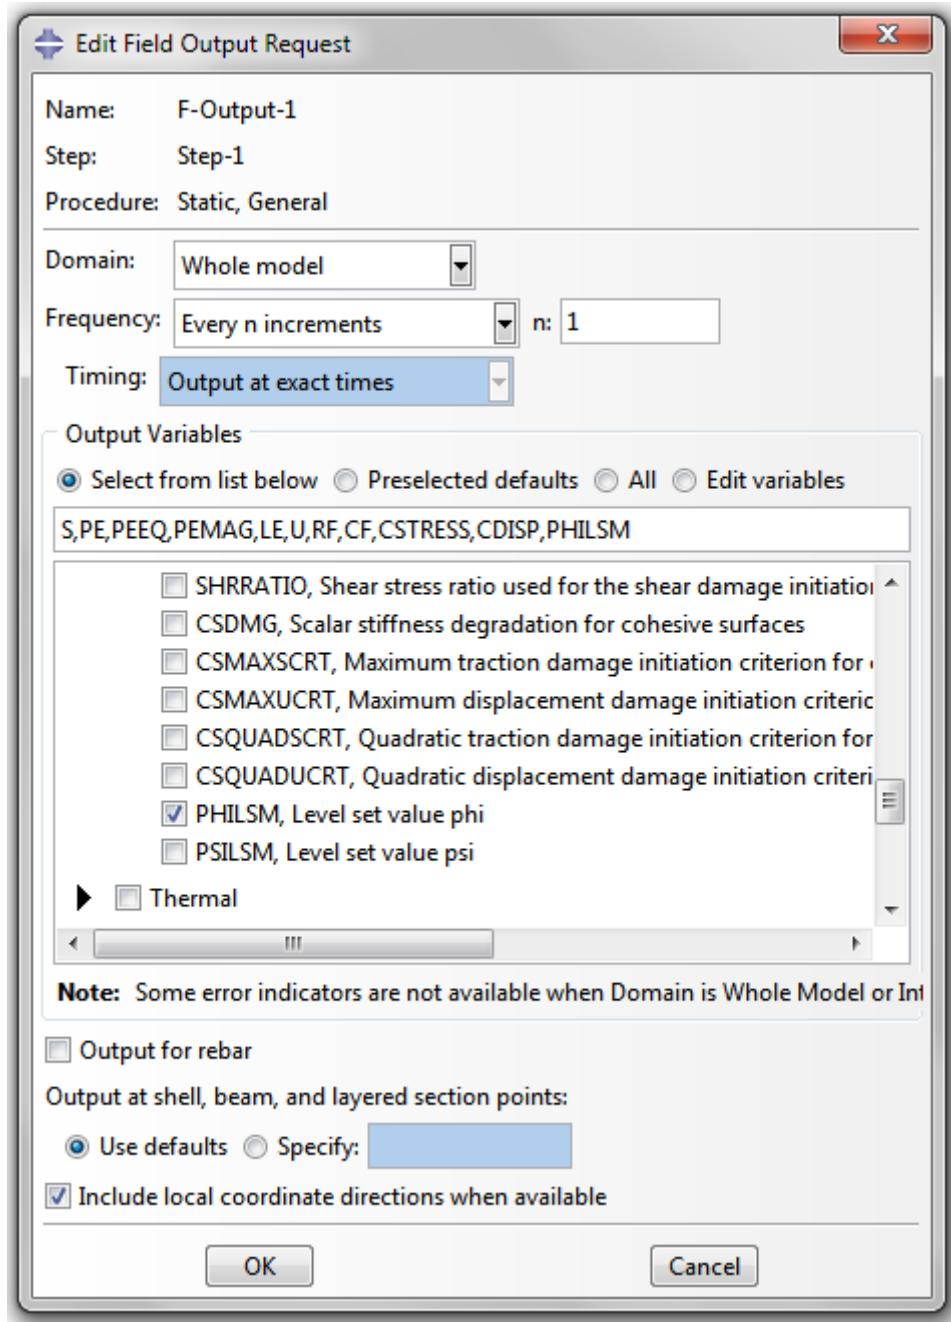 Edit Field Output Request
Name: F-Output-1
Step: Step-1
Procedure: Static, General
Domain: Whole model
Frequency: Every n increments n: 1
Timing: Output at exact times
Output Variables
Select from list below Preselected defaults All Edit variables
S,PE,PEEQ,PEMAG,LE,U,RF,CF,CSTRESS,CDISP,PHILSM
SHRRATIO, Shear stress ratio used for the shear damage initiation
CSDMG, Scalar stiffness degradation for cohesive surfaces
CSMAXSCRT, Maximum traction damage initiation criterion for
CSMAXUCRT, Maximum displacement damage initiation criteric
CSQUADSCRT, Quadratic traction damage initiation criterion for
CSQUADUCRT, Quadratic displacement damage initiation criteri
PHILSM, Level set value phi
PSILSM, Level set value psi
Thermal
Note: Some error indicators are not available when Domain is Whole Model or Int
Output for rebar
Output at shell, beam, and layered section points:
Use defaults Specify:
Include local coordinate directions when available
OK Cancel